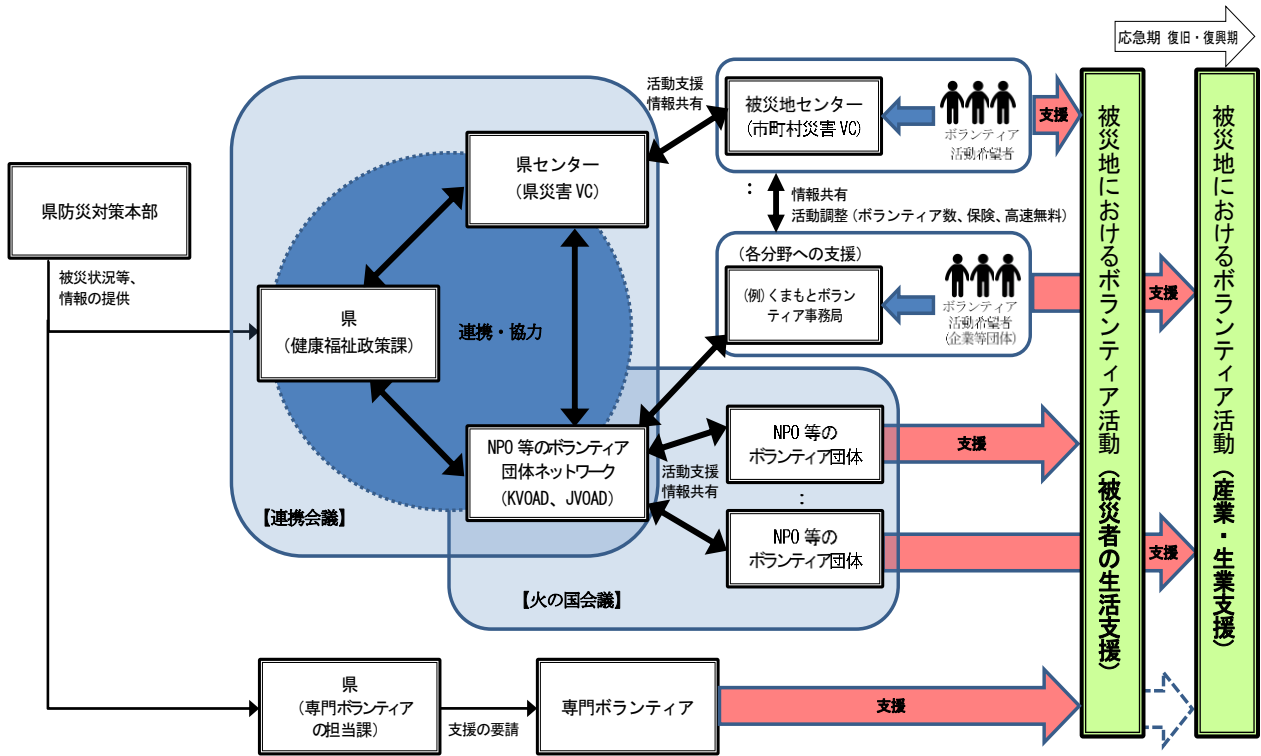 応急期 復旧・復興期
県防災対策本部
被災状況等、
情報の提供
県センター
(県災害 VC)
県
(健康福祉政策課)
連携・協力
NPO 等のボランティア
団体ネットワーク
(KVOAD、JVOAD)
【連携会議】
活動支援
情報共有
被災地センター
(市町村災害 VC)
ボランティア
活動希望者
支援
:
情報共有
活動調整 (ボランティア数、保険、高速無料)
(各分野への支援)
(例) くまもとボラン
ティア事務局
ボランティア
活動希望者
(企業等団体)
支援
活動支援
情報共有
NPO 等の
ボランティア団体
支援
:
NPO 等の
ボランティア団体
支援
【火の国会議】
県
(専門ボランティア
の担当課)
支援の要請
専門ボランティア
支援
被災地におけるボランティア活動 (被災者の生活支援)
被災地におけるボランティア活動 (産業・生業支援)